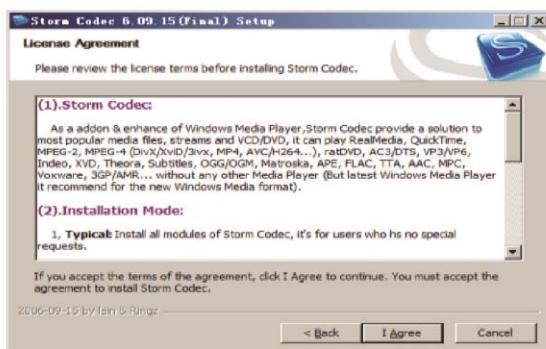 Storm Codec 6.09.15(Final) Setup
License Agreement
Please review the license terms before installing Storm Codec.
(1).Storm Codec:
As a addon & enhance of Windows Media Player,Storm Codec provide a solution to
most popular media files, streams and VCD/DVD, it can play RealMedia, QuickTime,
MPEG-2, MPEG-4 (DivX/XviD/3ivx, MP4, AVC/H264...), ratDVD, AC3/DTS, VP3/VP6,
Indeo, XVD, Theora, Subtitles, OGG/OGM, Matroska, APE, FLAC, TTA, AAC, MPC,
Voxware, 3GP/AMR... without any other Media Player (But latest Windows Media Player
it recommend for the new Windows Media format).
(2).Installation Mode:
1, Typical: Install all modules of Storm Codec, it's for users who hs no special
requests.
If you accept the terms of the agreement, click I Agree to continue. You must accept the
agreement to install Storm Codec.
2006-09-15 by Iain & Ringz
< Back
I Agree
Cancel